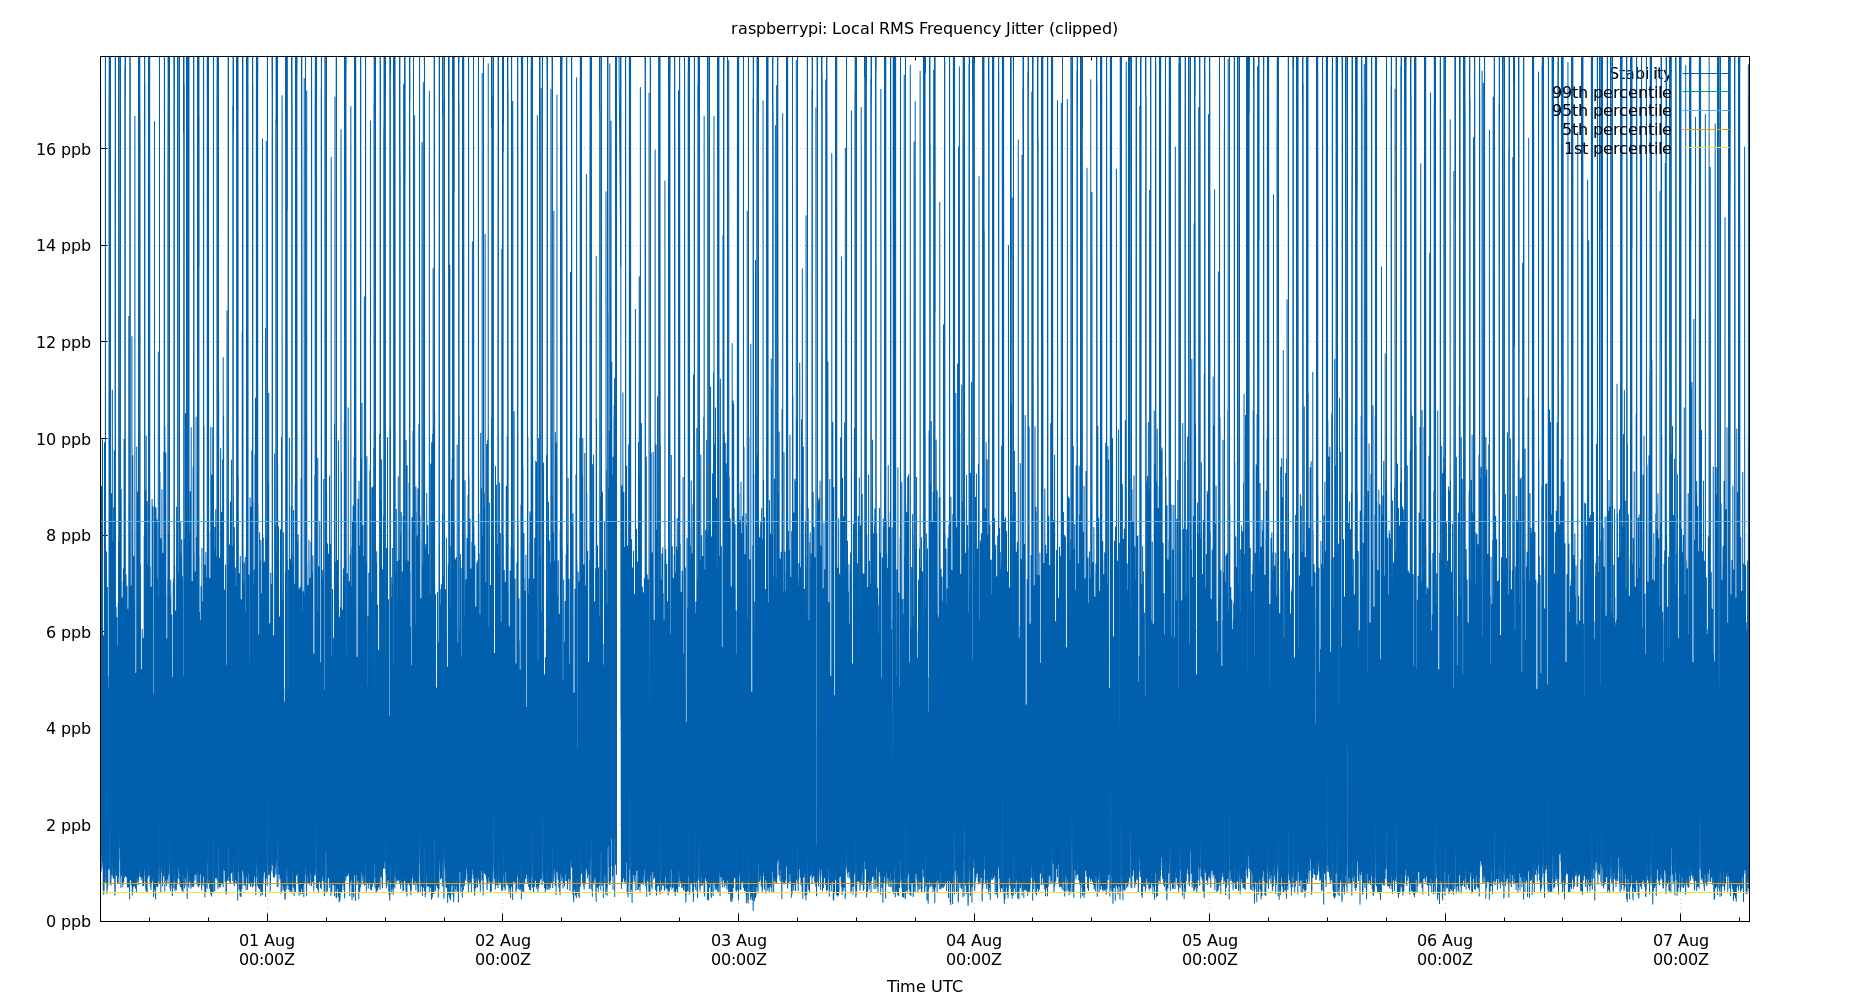 raspberrypi: Local RMS Frequency Jitter (clipped)
Stability
99th percentile
95th percentile
5th percentile
1st percentile
16 ppb
14 ppb
12 ppb
10 ppb
8 ppb
6 ppb
4 ppb
2 ppb
0 ppb
01 Aug 02 Aug 03 Aug 04 Aug 05 Aug 06 Aug 07 Aug
00:00Z 00:00Z 00:00Z 00:00Z 00:00Z 00:00Z 00:00Z
Time UTC